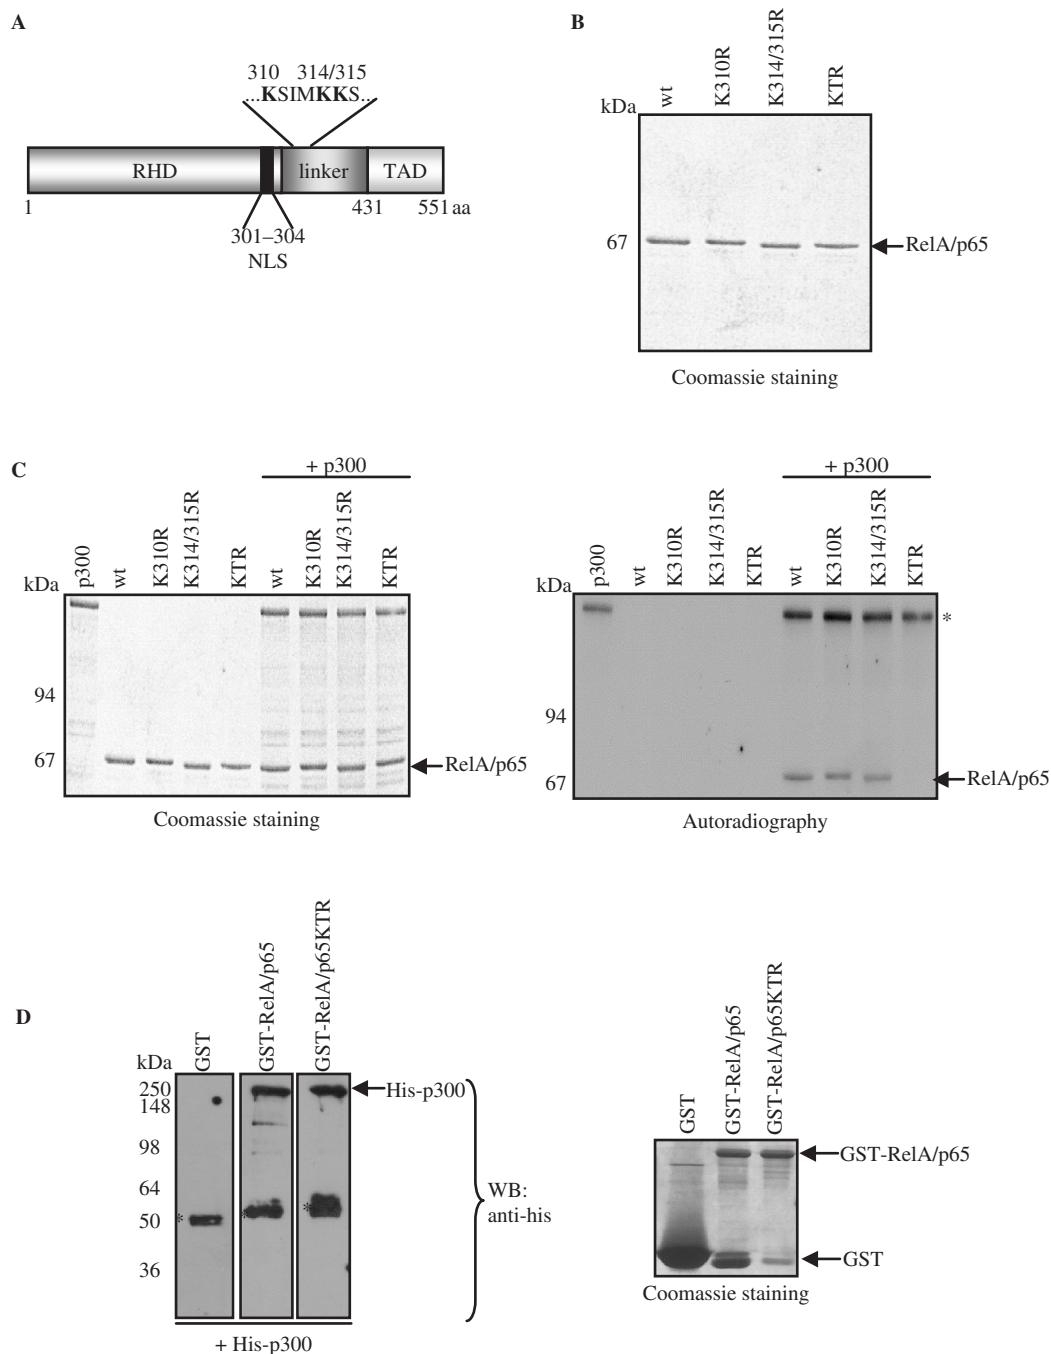 A
310 314/315
...KSIMKKS...
RHD linker TAD
1 431 551 aa
301–304
NLS
B
kDa
wt
K310R
K314/315R
KTR
67
RelA/p65
Coomassie staining
C
+ p300
kDa
p300
wt
K310R
K314/315R
KTR
wt
K310R
K314/315R
KTR
94
67
RelA/p65
Coomassie staining
+ p300
kDa
p300
wt
K310R
K314/315R
KTR
wt
K310R
K314/315R
KTR
*
94
67
RelA/p65
Autoradiography
D
kDa
GST
GST-RelA/p65
GST-RelA/p65KTR
250
148
98
64
50
36
His-p300
*
*
*
WB:
anti-his
+ His-p300
GST
GST-RelA/p65
GST-RelA/p65KTR
GST-RelA/p65
GST
Coomassie staining